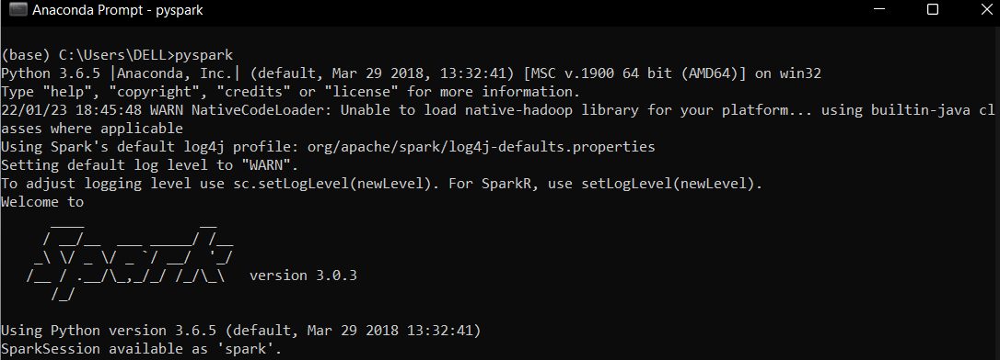 Anaconda Prompt - pyspark
(base) C:\Users\DELL>pyspark
Python 3.6.5 |Anaconda, Inc.| (default, Mar 29 2018, 13:32:41) [MSC v.1900 64 bit (AMD64)] on win32
Type "help", "copyright", "credits" or "license" for more information.
22/01/23 18:45:48 WARN NativeCodeLoader: Unable to load native-hadoop library for your platform... using builtin-java cl
asses where applicable
Using Spark's default log4j profile: org/apache/spark/log4j-defaults.properties
Setting default log level to "WARN".
To adjust logging level use sc.setLogLevel(newLevel). For SparkR, use setLogLevel(newLevel).
Welcome to
      ____              __
     / __/__  ___ _____/ /__
    _\ \/ _ \/ _ `/ __/  '_/
   /__ / .__/\_,_/_/ /_/\_\   version 3.0.3
      /_/
Using Python version 3.6.5 (default, Mar 29 2018 13:32:41)
SparkSession available as 'spark'.